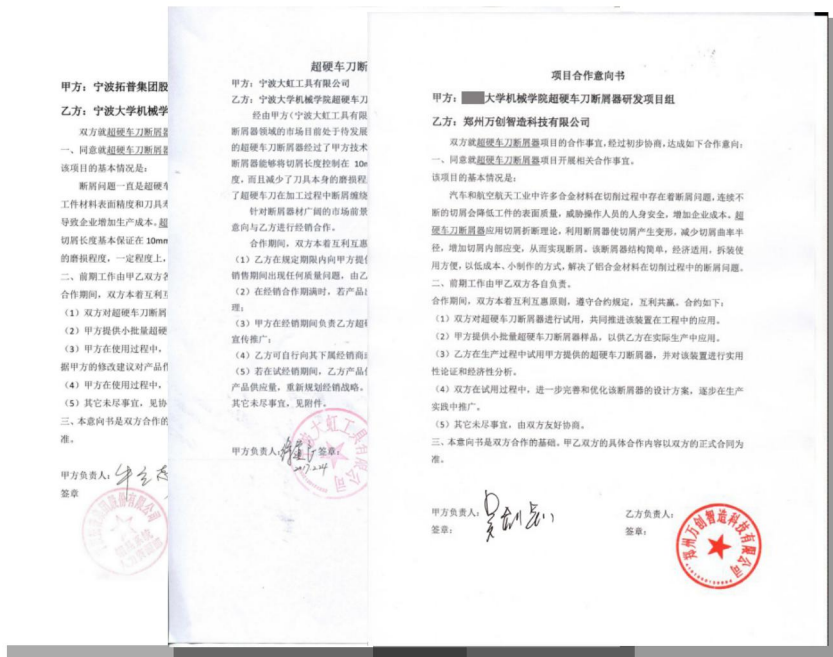 甲方：宁波拓普集团股
乙方：宁波大学机械学
双方就超硬车刀断屑器
一、同意就超硬车刀断屑器
该项目的基本情况是：
断屑问题一直是超硬车
工件材料表面精度和刀具寿
导致企业增加生产成本。超
切屑长度基本保证在 10mm
的磨损程度，一定程度上，
二、前期工作由甲乙双方各
合作期间，双方本着互利互
（1）双方对超硬车刀断屑
（2）甲方提供小批量超硬
（3）甲方在使用过程中，
据甲方的修改建议对产品作
（4）甲方在使用过程中，
（5）其它未尽事宜，见协
三、本意向书是双方合作的
准。
甲方负责人：
签章
超硬车刀断
甲方：宁波大虹工具有限公司
乙方：宁波大学机械学院超硬车刀
经由甲方（宁波大虹工具有限
断屑器领域的市场目前处于待发展
的超硬车刀断屑器经过了甲方技术
断屑器能够将切屑长度控制在 10m
度，而且减少了刀具本身的磨损程
了超硬车刀在加工过程中断屑缠绕
针对断屑器材广阔的市场前景
意向与乙方进行经销合作。
合作期间，双方本着互利互惠
（1）乙方在规定期限内向甲方提供
销售期间出现任何质量问题，由乙
（2）在经销合作期满时，若产品出
理；
（3）甲方在经销期间负责乙方超硬
宣传推广；
（4）乙方可自行向其下属经销商
（5）若在试经销期间，乙方产品供
产品供应量，重新规划经销战略。
其它未尽事宜，见附件。
甲方负责人：
签章：
2017.2.24
大虹工具
项目合作意向书
甲方：大学机械学院超硬车刀断屑器研发项目组
乙方：郑州万创智造科技有限公司
双方就超硬车刀断屑器项目的合作事宜，经过初步协商，达成如下合作意向：
一、同意就超硬车刀断屑器项目开展相关合作事宜。
该项目的基本情况是：
汽车和航空航天工业中许多合金材料在切削过程中存在着断屑问题，连续不
断的切屑会降低工件的表面质量，威胁操作人员的人身安全，增加企业成本。超
硬车刀断屑器应用切屑折断理论，利用断屑器使切屑产生变形，减少切屑曲率半
径，增加切屑内部应变，从而实现断屑。该断屑器结构简单，经济适用，拆装使
用方便，以低成本、小制作的方式，解决了铝合金材料在切削过程中的断屑问题。
二、前期工作由甲乙双方各自负责。
合作期间，双方本着互利互惠原则，遵守合约规定，互利共赢。合约如下：
（1）双方对超硬车刀断屑器进行试用，共同推进该装置在工程中的应用。
（2）甲方提供小批量超硬车刀断屑器样品，以供乙方在实际生产中应用。
（3）乙方在生产过程中试用甲方提供的超硬车刀断屑器，并对该装置进行实用
性论证和经济性分析。
（4）双方在试用过程中，进一步完善和优化该断屑器的设计方案，逐步在生产
实践中推广。
（5）其它未尽事宜，由双方友好协商。
三、本意向书是双方合作的基础。甲乙双方的具体合作内容以双方的正式合同为
准。
甲方负责人：
乙方负责人：
签章：
签章：
郑州万创智造科技有限公司